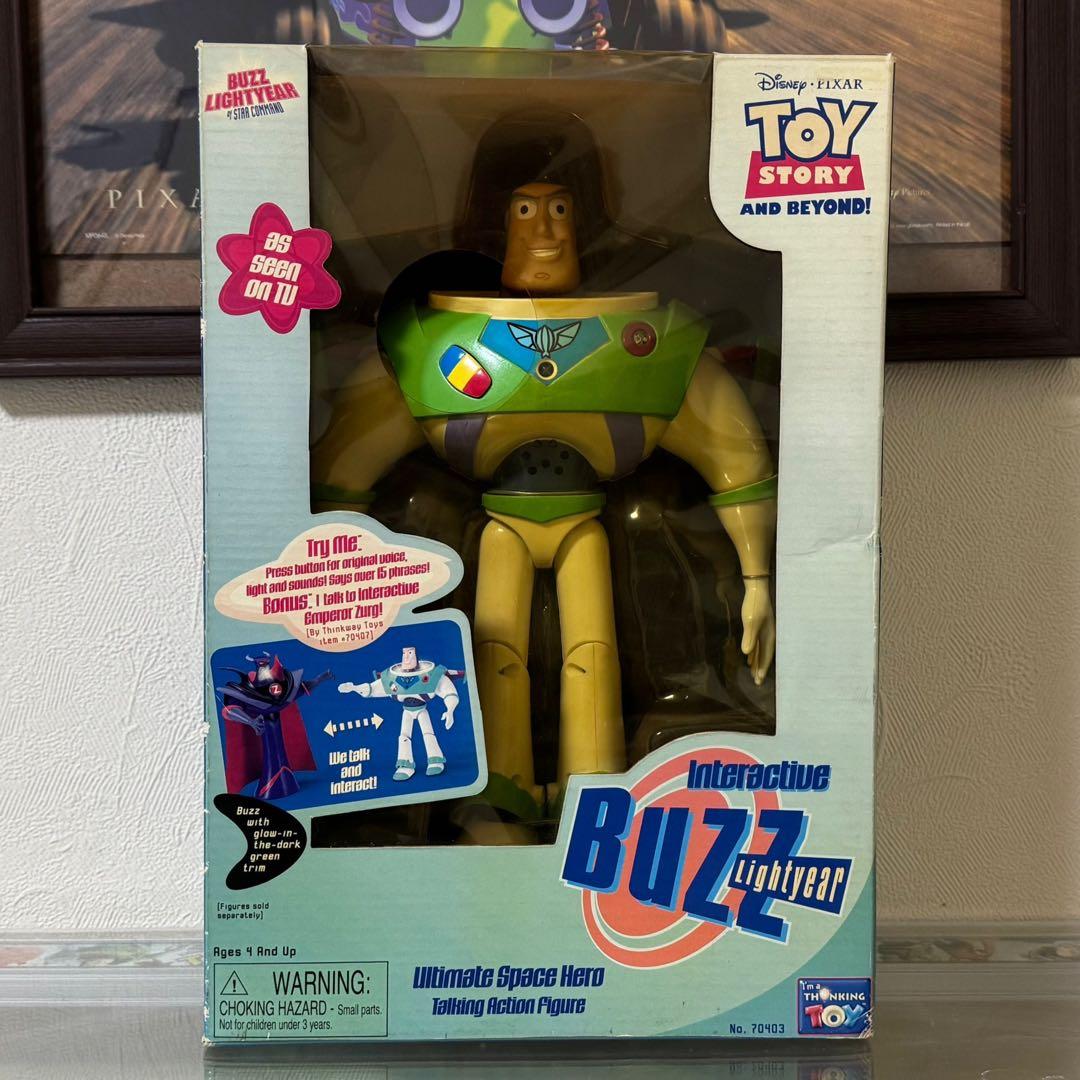 PIXA
BUZZ
LIGHTYEAR
of STAR COMMAND
as
seen
on TV
Disney • PIXAR
TOY
STORY
AND BEYOND!
Try Me:
Press button for original voice,
light and sounds! Says over 15 phrases!
BONUS: I talk to Interactive
Emperor Zurg!
[By Thinkway Toys
item #70407]
Z
We talk
and
interact!
Buzz
with
glow-in-
the-dark
green
trim
[Figures sold
separately]
Ages 4 And Up
WARNING:
CHOKING HAZARD - Small parts.
Not for children under 3 years.
Interactive
BUZZ
Lightyear
Ultimate Space Hero
Talking Action Figure
No. 70403
I'm a
THINKING
TOY